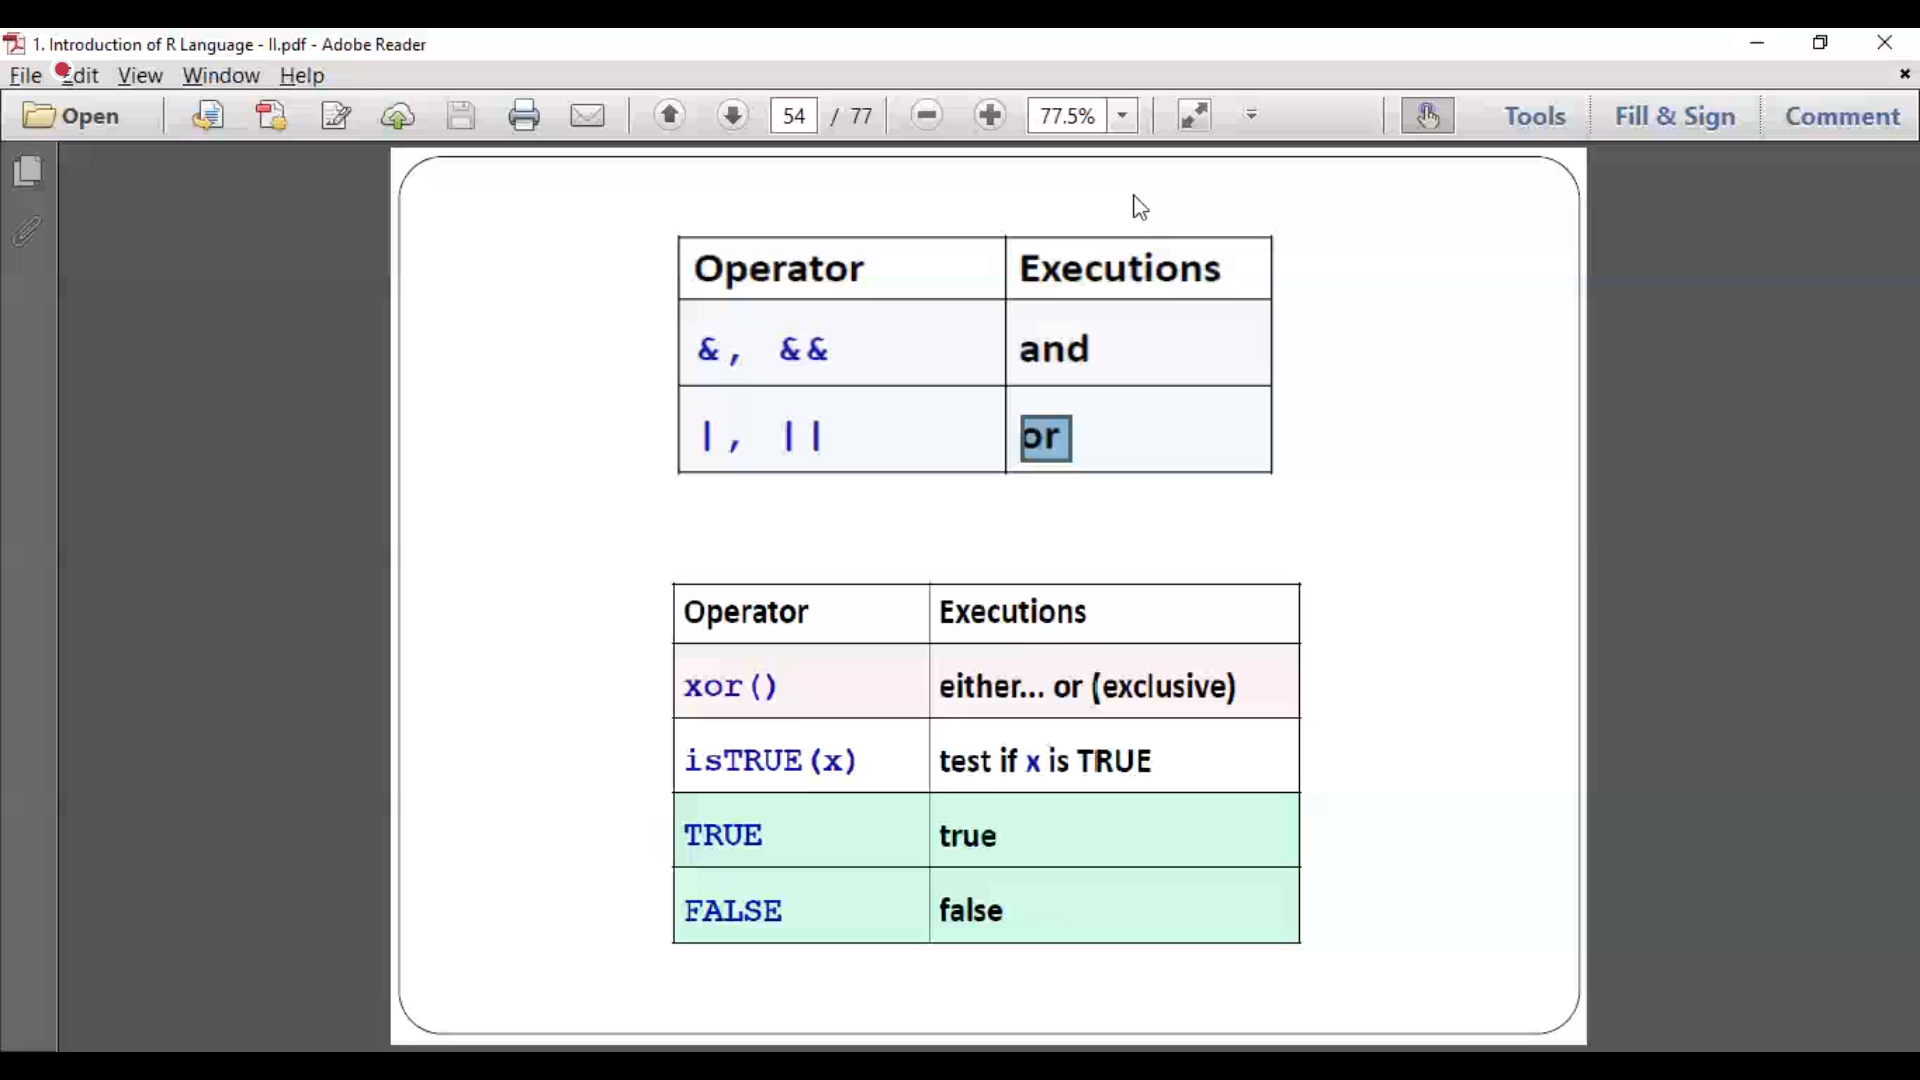 1. Introduction of R Language - II.pdf - Adobe Reader
File Edit View Window Help
Open 54 / 77 77.5% Tools Fill & Sign Comment
Operator Executions
&, && and
|, || or
Operator Executions
xor() either... or (exclusive)
isTRUE(x) test if x is TRUE
TRUE true
FALSE false